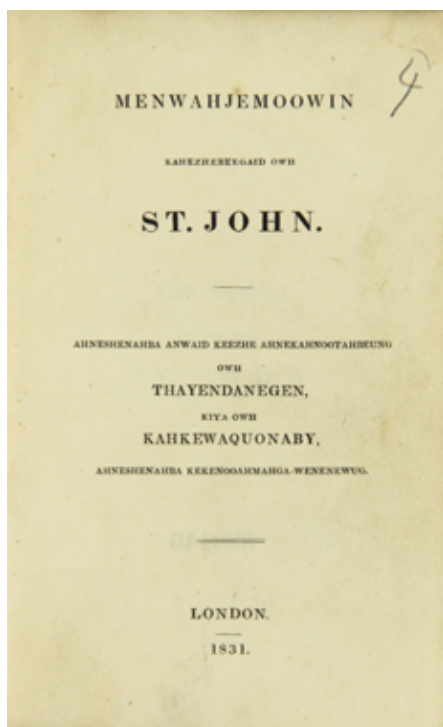 4
MENWAHJEMOOWIN
KAHEZHEBEEGAID OWH
ST. JOHN.
AHNESHENAHBA ANWAID KEEZHE AHNEKAHNOOTAHBEUNG
OWH
THAYENDANEGEN,
KIYA OWH
KAHKEWAQUONABY,
AHNESHENAHBA KEKENOOAHMAHGA-WENENEWUG.
LONDON.
1831.